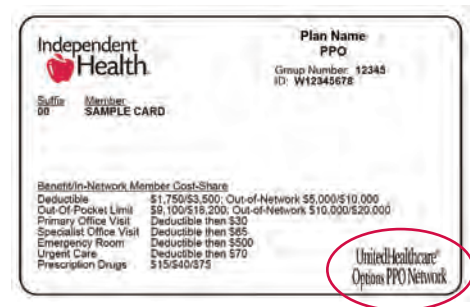 Independent
Health
Plan Name
PPO
Group Number: 12345
ID: W12345678
Suffix Member
00 SAMPLE CARD
Benefit/In-Network Member Cost-Share
Deductible $1,750/$3,500; Out-of-Network $5,000/$10,000
Out-Of-Pocket Limit $9,100/$18,200; Out-of-Network $10,000/$20,000
Primary Office Visit Deductible then $30
Specialist Office Visit Deductible then $65
Emergency Room Deductible then $500
Urgent Care Deductible then $70
Prescription Drugs $15/$40/$75
UnitedHealthcare®
Options PPO Network